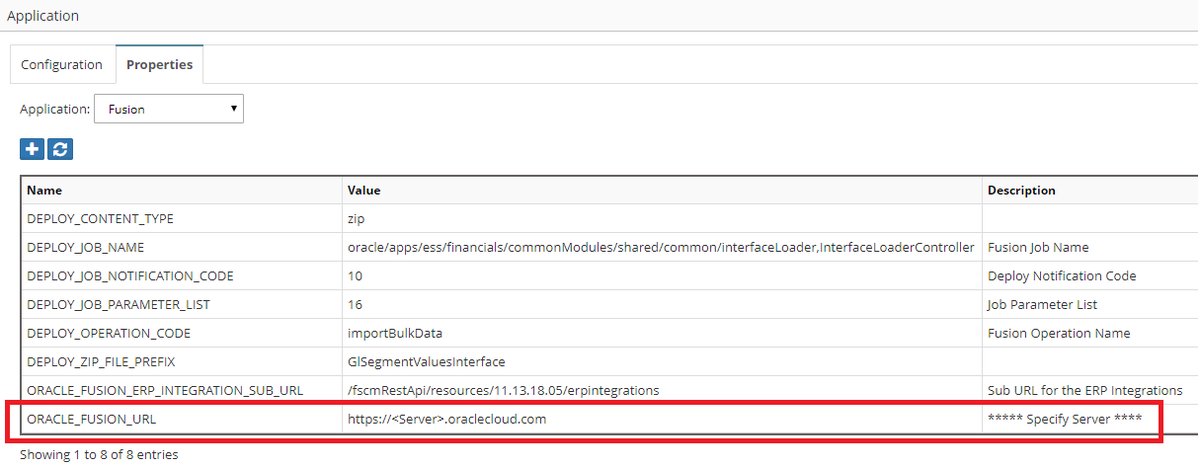 Application
Configuration Properties
Application: Fusion
Name Value Description
DEPLOY_CONTENT_TYPE zip
DEPLOY_JOB_NAME oracle/apps/ess/financials/commonModules/shared/common/interfaceLoader,InterfaceLoaderController Fusion Job Name
DEPLOY_JOB_NOTIFICATION_CODE 10 Deploy Notification Code
DEPLOY_JOB_PARAMETER_LIST 16 Job Parameter List
DEPLOY_OPERATION_CODE importBulkData Fusion Operation Name
DEPLOY_ZIP_FILE_PREFIX GlSegmentValuesInterface
ORACLE_FUSION_ERP_INTEGRATION_SUB_URL /fscmRestApi/resources/11.13.18.05/erpintegrations Sub URL for the ERP Integrations
ORACLE_FUSION_URL https://<Server>.oraclecloud.com ***** Specify Server ****
Showing 1 to 8 of 8 entries